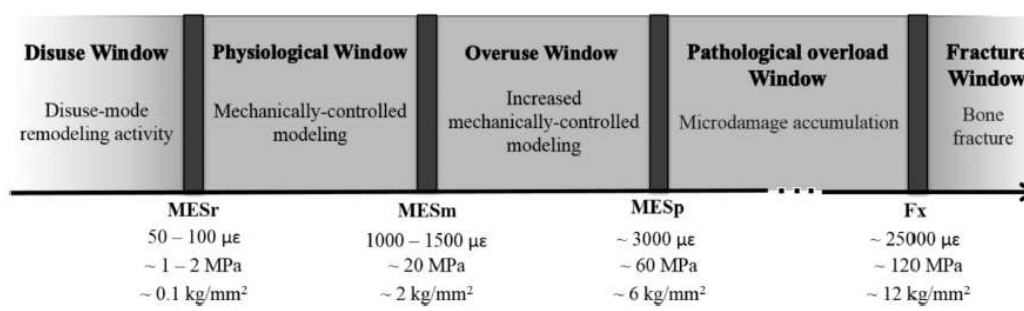 Disuse Window
Disuse-mode
remodeling activity
Physiological Window
Mechanically-controlled
modeling
Overuse Window
Increased
mechanically-controlled
modeling
Pathological overload
Window
Microdamage accumulation
Fracture
Window
Bone
fracture
MESr
50 – 100 με
~ 1 – 2 MPa
~ 0.1 kg/mm²
MESm
1000 – 1500 με
~ 20 MPa
~ 2 kg/mm²
MESp
~ 3000 με
~ 60 MPa
~ 6 kg/mm²
Fx
~ 25000 με
~ 120 MPa
~ 12 kg/mm²